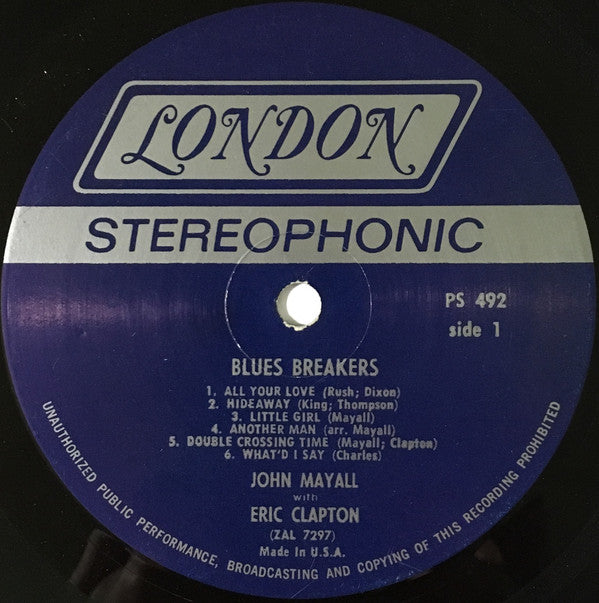 LONDON
STEREOPHONIC
PS 492
side 1
BLUES BREAKERS
1. ALL YOUR LOVE (Rush; Dixon)
2. HIDEAWAY (King; Thompson)
3. LITTLE GIRL (Mayall)
4. ANOTHER MAN (arr. Mayall)
5. DOUBLE CROSSING TIME (Mayall; Clapton)
6. WHAT'D I SAY (Charles)
JOHN MAYALL
with
ERIC CLAPTON
(ZAL 7297)
Made in U.S.A.
UNAUTHORIZED PUBLIC PERFORMANCE, BROADCASTING AND COPYING OF THIS RECORDING PROHIBITED